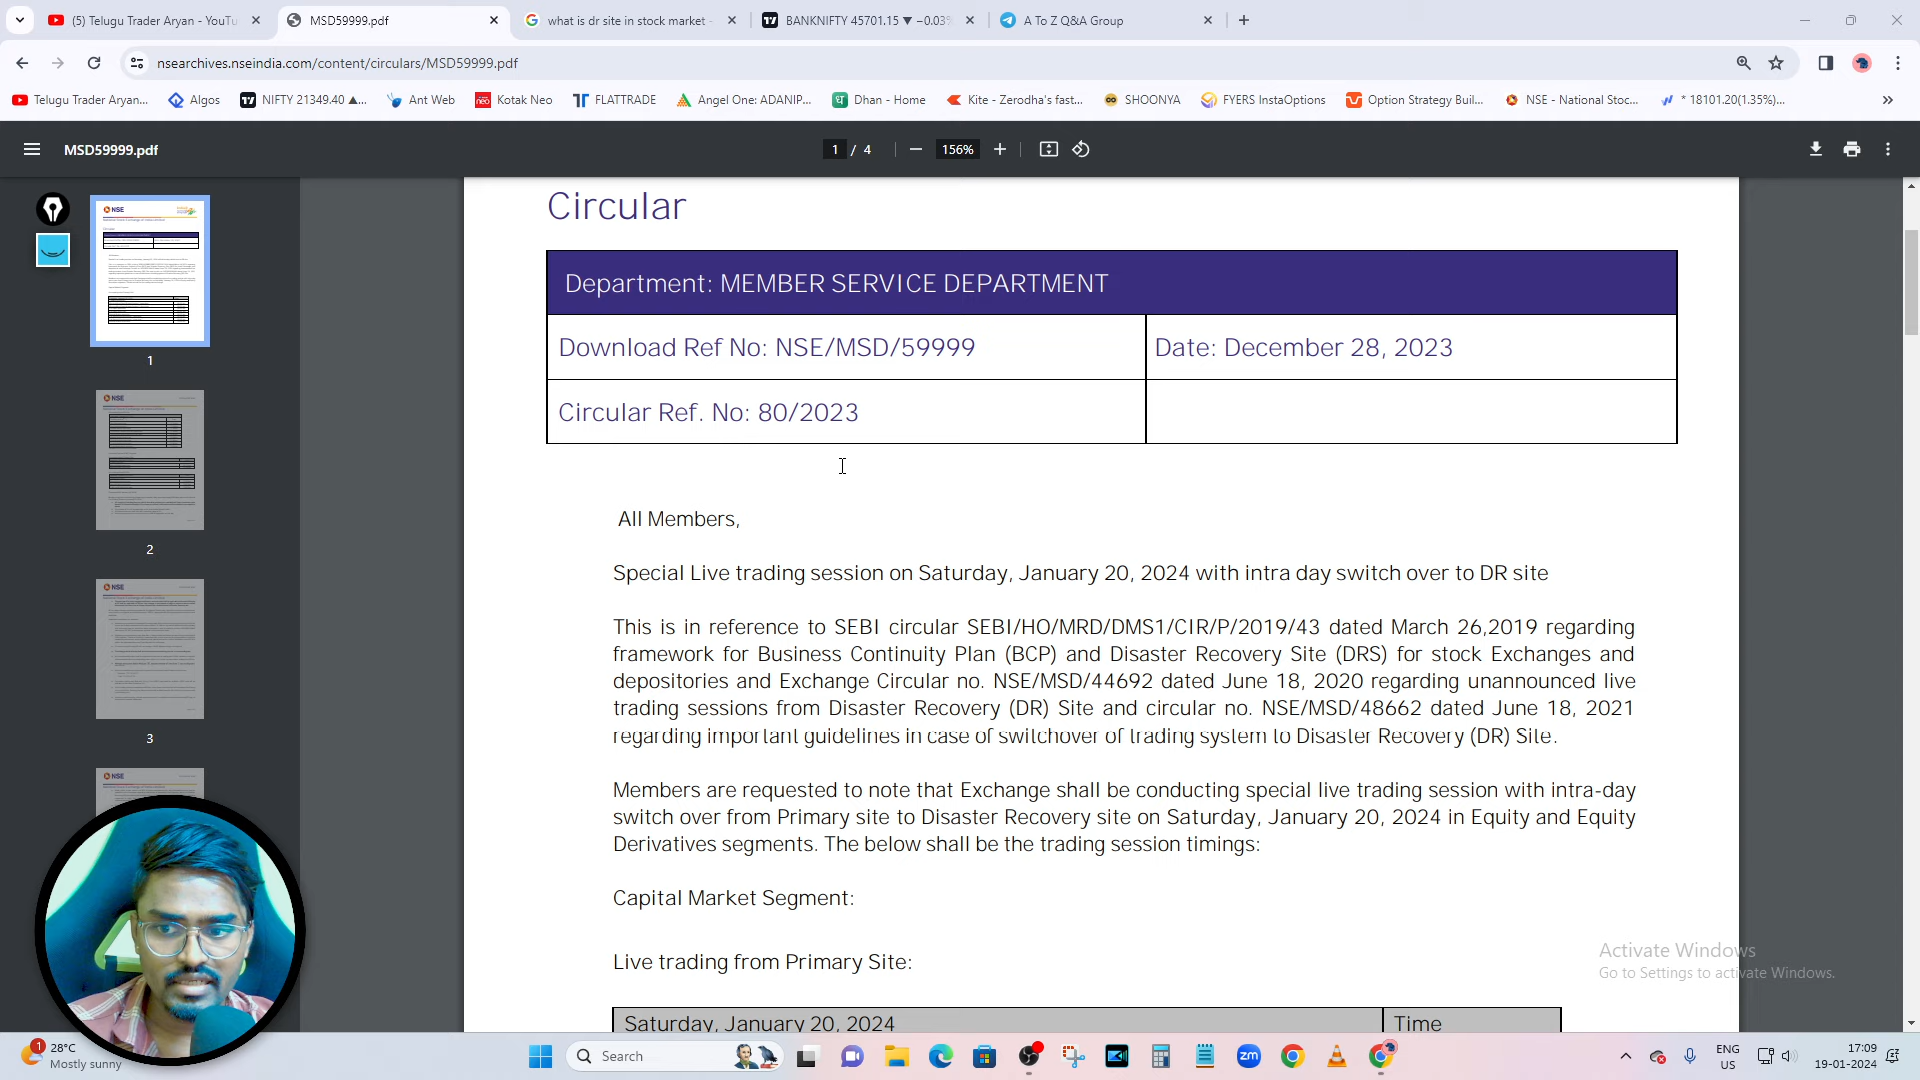 (5) Telugu Trader Aryan - YouTu
MSD59999.pdf
what is dr site in stock market -
BANKNIFTY 45701.15 ▼ −0.03%
A To Z Q&A Group
nsearchives.nseindia.com/content/circulars/MSD59999.pdf
Telugu Trader Aryan...
Algos
NIFTY 21349.40 ▲...
Ant Web
Kotak Neo
FLATTRADE
Angel One: ADANIP...
Dhan - Home
Kite - Zerodha's fast...
SHOONYA
FYERS InstaOptions
Option Strategy Buil...
NSE - National Stoc...
* 18101.20(1.35%)...
MSD59999.pdf
1 / 4
156%
NSE
1
NSE
2
NSE
3
NSE
Circular
Department: MEMBER SERVICE DEPARTMENT
Download Ref No: NSE/MSD/59999
Date: December 28, 2023
Circular Ref. No: 80/2023
All Members,
Special Live trading session on Saturday, January 20, 2024 with intra day switch over to DR site
This is in reference to SEBI circular SEBI/HO/MRD/DMS1/CIR/P/2019/43 dated March 26,2019 regarding
framework for Business Continuity Plan (BCP) and Disaster Recovery Site (DRS) for stock Exchanges and
depositories and Exchange Circular no. NSE/MSD/44692 dated June 18, 2020 regarding unannounced live
trading sessions from Disaster Recovery (DR) Site and circular no. NSE/MSD/48662 dated June 18, 2021
regarding important guidelines in case of switchover of trading system to Disaster Recovery (DR) Site.
Members are requested to note that Exchange shall be conducting special live trading session with intra-day
switch over from Primary site to Disaster Recovery site on Saturday, January 20, 2024 in Equity and Equity
Derivatives segments. The below shall be the trading session timings:
Capital Market Segment:
Live trading from Primary Site:
Saturday, January 20, 2024
Time
Activate Windows
Go to Settings to activate Windows.
1
28°C
Mostly sunny
Search
zm
ENG
US
17:09
19-01-2024